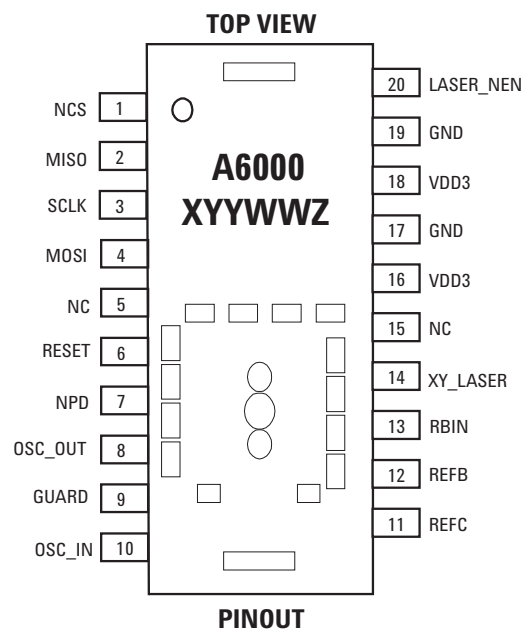 TOP VIEW
NCS 1
MISO 2
SCLK 3
MOSI 4
NC 5
RESET 6
NPD 7
OSC_OUT 8
GUARD 9
OSC_IN 10
A6000
XYYWWZ
20 LASER_NEN
19 GND
18 VDD3
17 GND
16 VDD3
15 NC
14 XY_LASER
13 RBIN
12 REFB
11 REFC
PINOUT